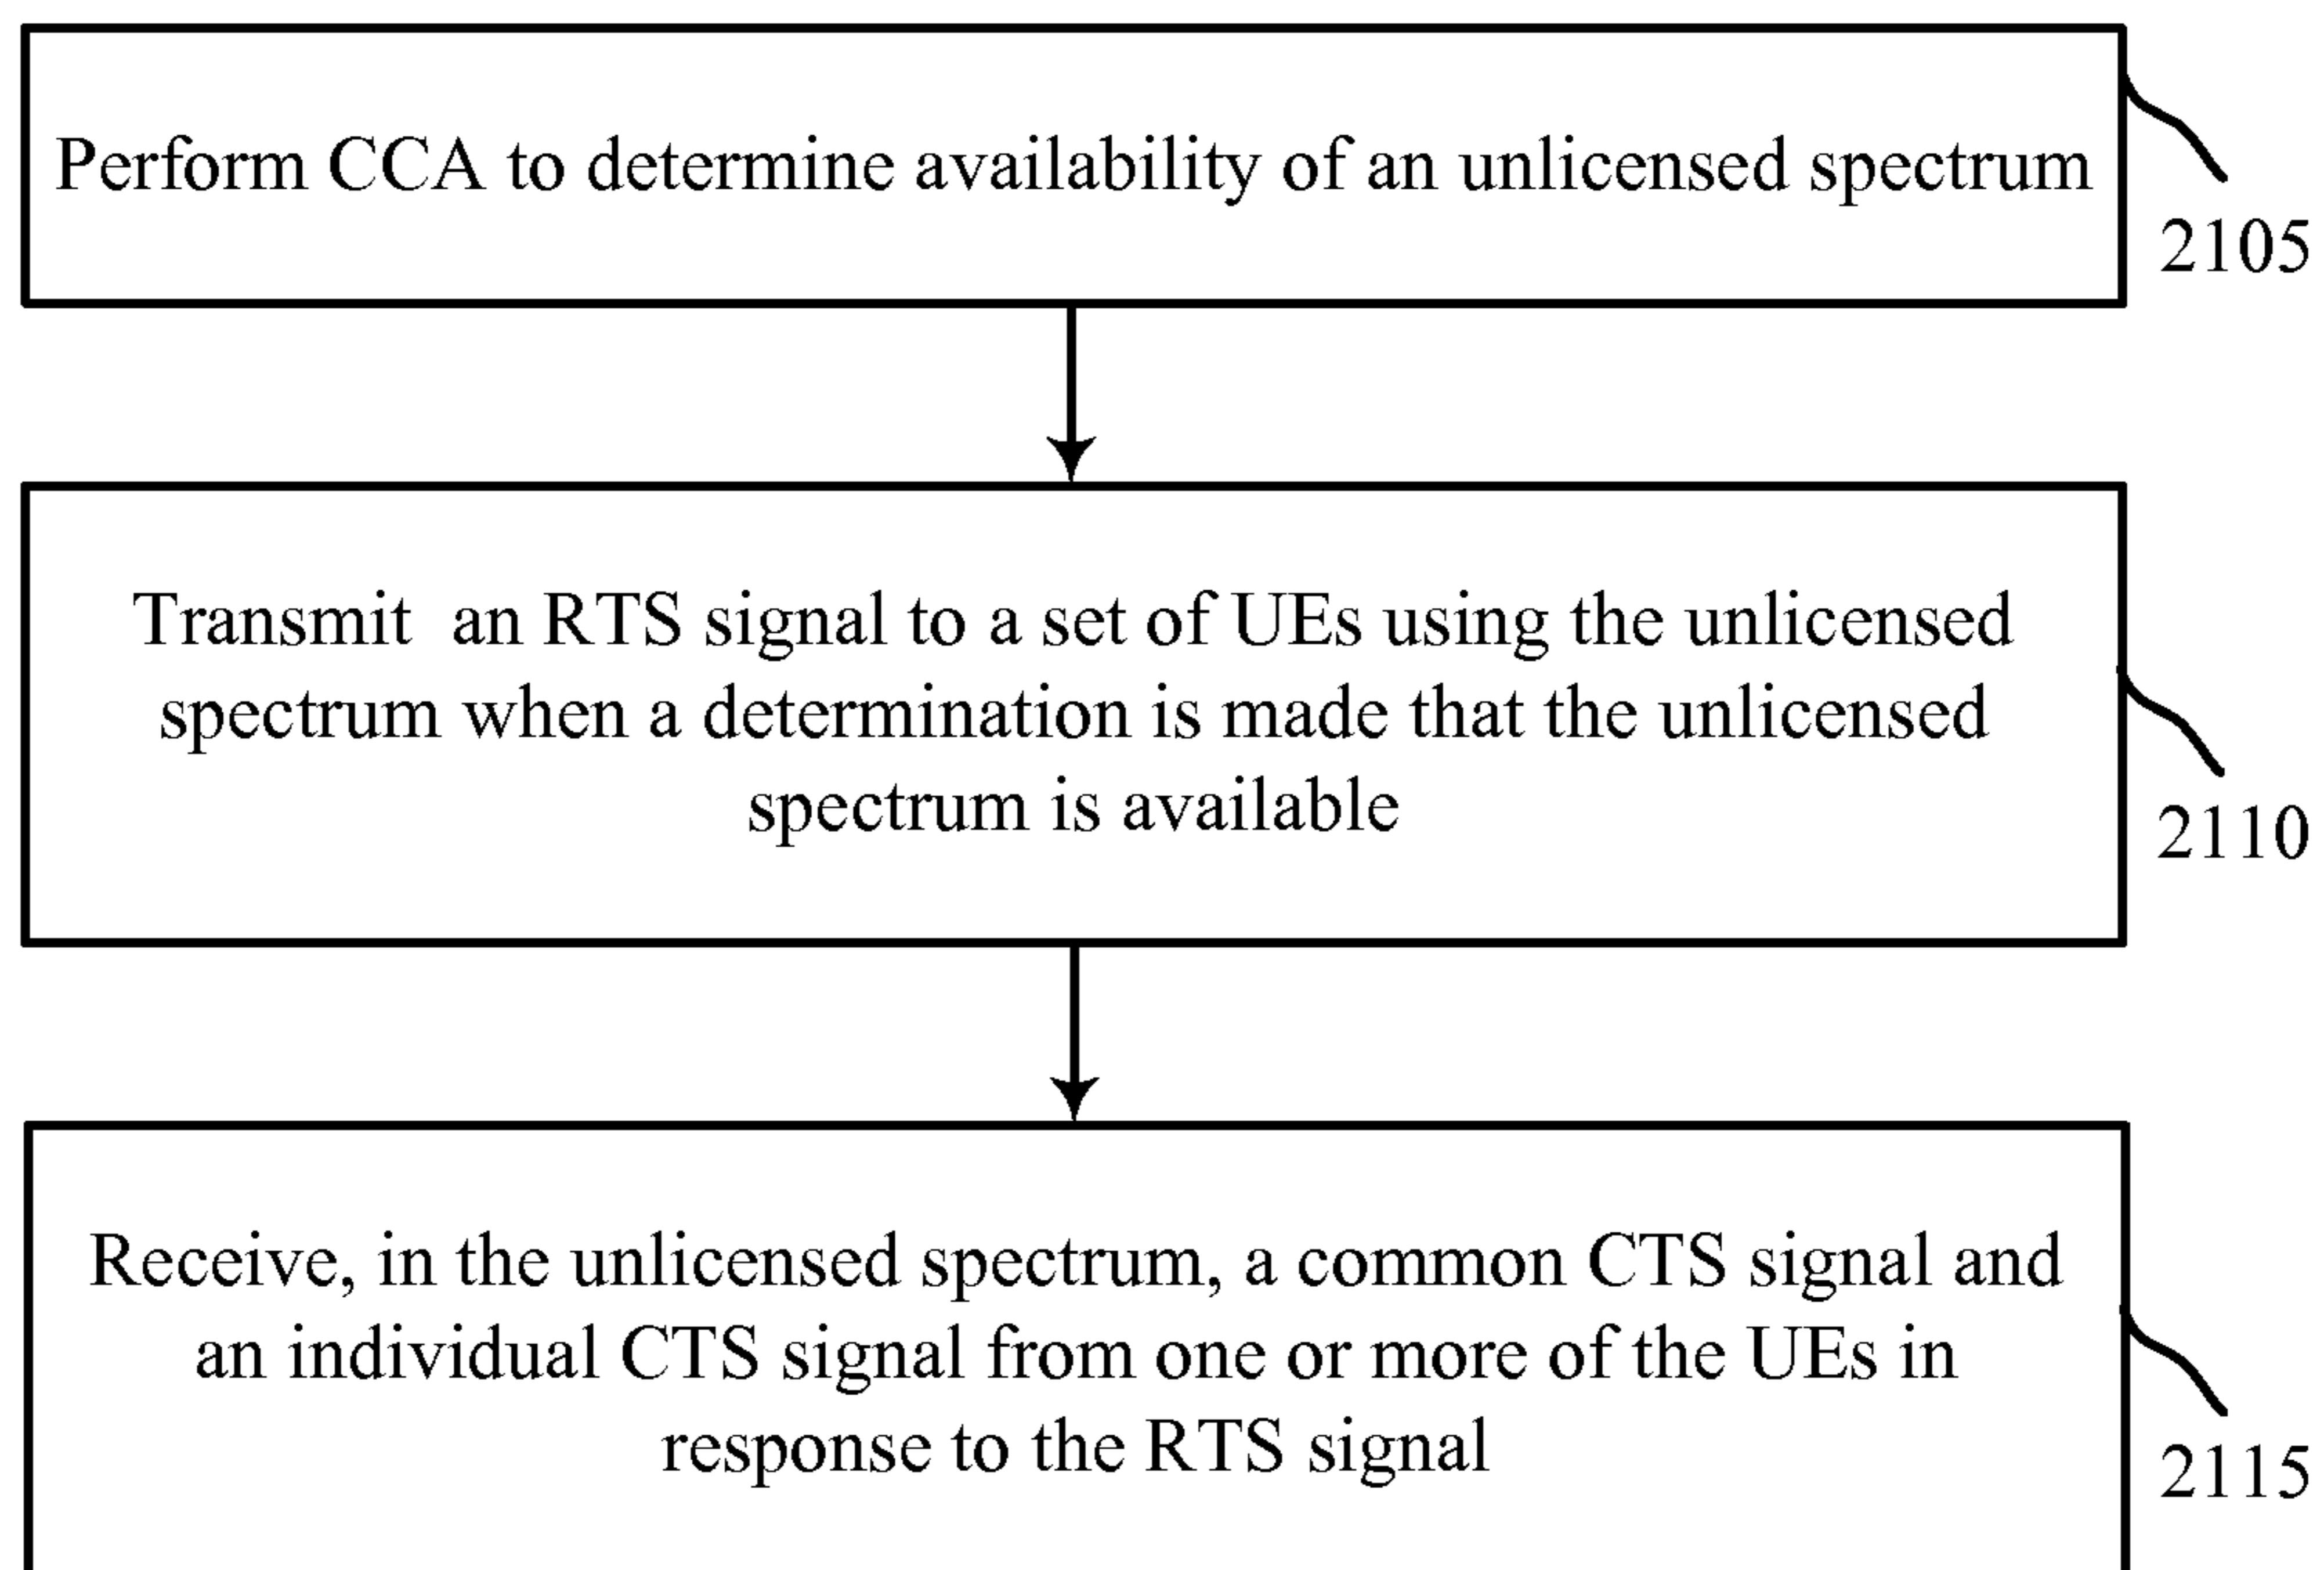 Perform CCA to determine availability of an unlicensed spectrum
2105
Transmit an RTS signal to a set of UEs using the unlicensed
spectrum when a determination is made that the unlicensed
spectrum is available
2110
Receive, in the unlicensed spectrum, a common CTS signal and
an individual CTS signal from one or more of the UEs in
response to the RTS signal
2115